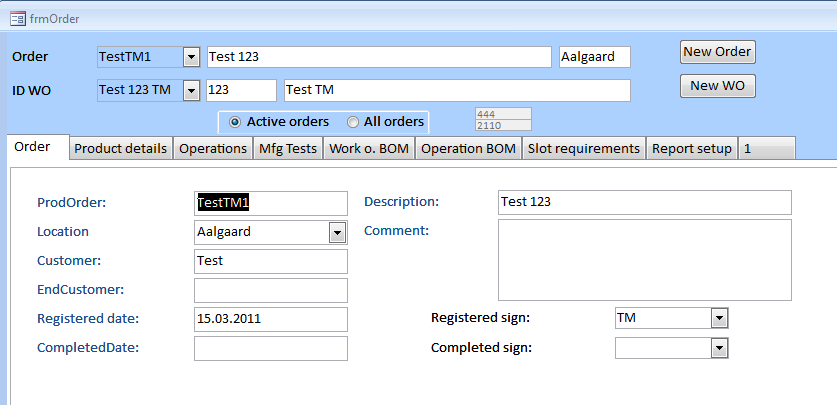 frmOrder
Order TestTM1 Test 123 Aalgaard New Order
ID WO Test 123 TM 123 Test TM New WO
Active orders All orders 444
2110
Order Product details Operations Mfg Tests Work o. BOM Operation BOM Slot requirements Report setup 1
ProdOrder: TestTM1 Description: Test 123
Location Aalgaard Comment:
Customer: Test
EndCustomer:
Registered date: 15.03.2011 Registered sign: TM
CompletedDate: Completed sign: